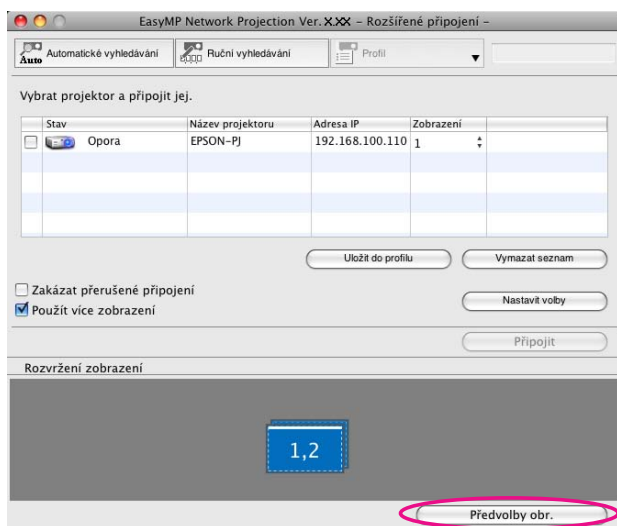 EasyMP Network Projection Ver. X.XX – Rozšířené připojení –
Auto Automatické vyhledávání Ruční vyhledávání Profil
Vybrat projektor a připojit jej.
Stav Název projektoru Adresa IP Zobrazení
Opora EPSON-PJ 192.168.100.110 1
Uložit do profilu Vymazat seznam
Zakázat přerušené připojení
Použít více zobrazení Nastavit volby
Připojit
Rozvržení zobrazení
1,2
Předvolby obr.